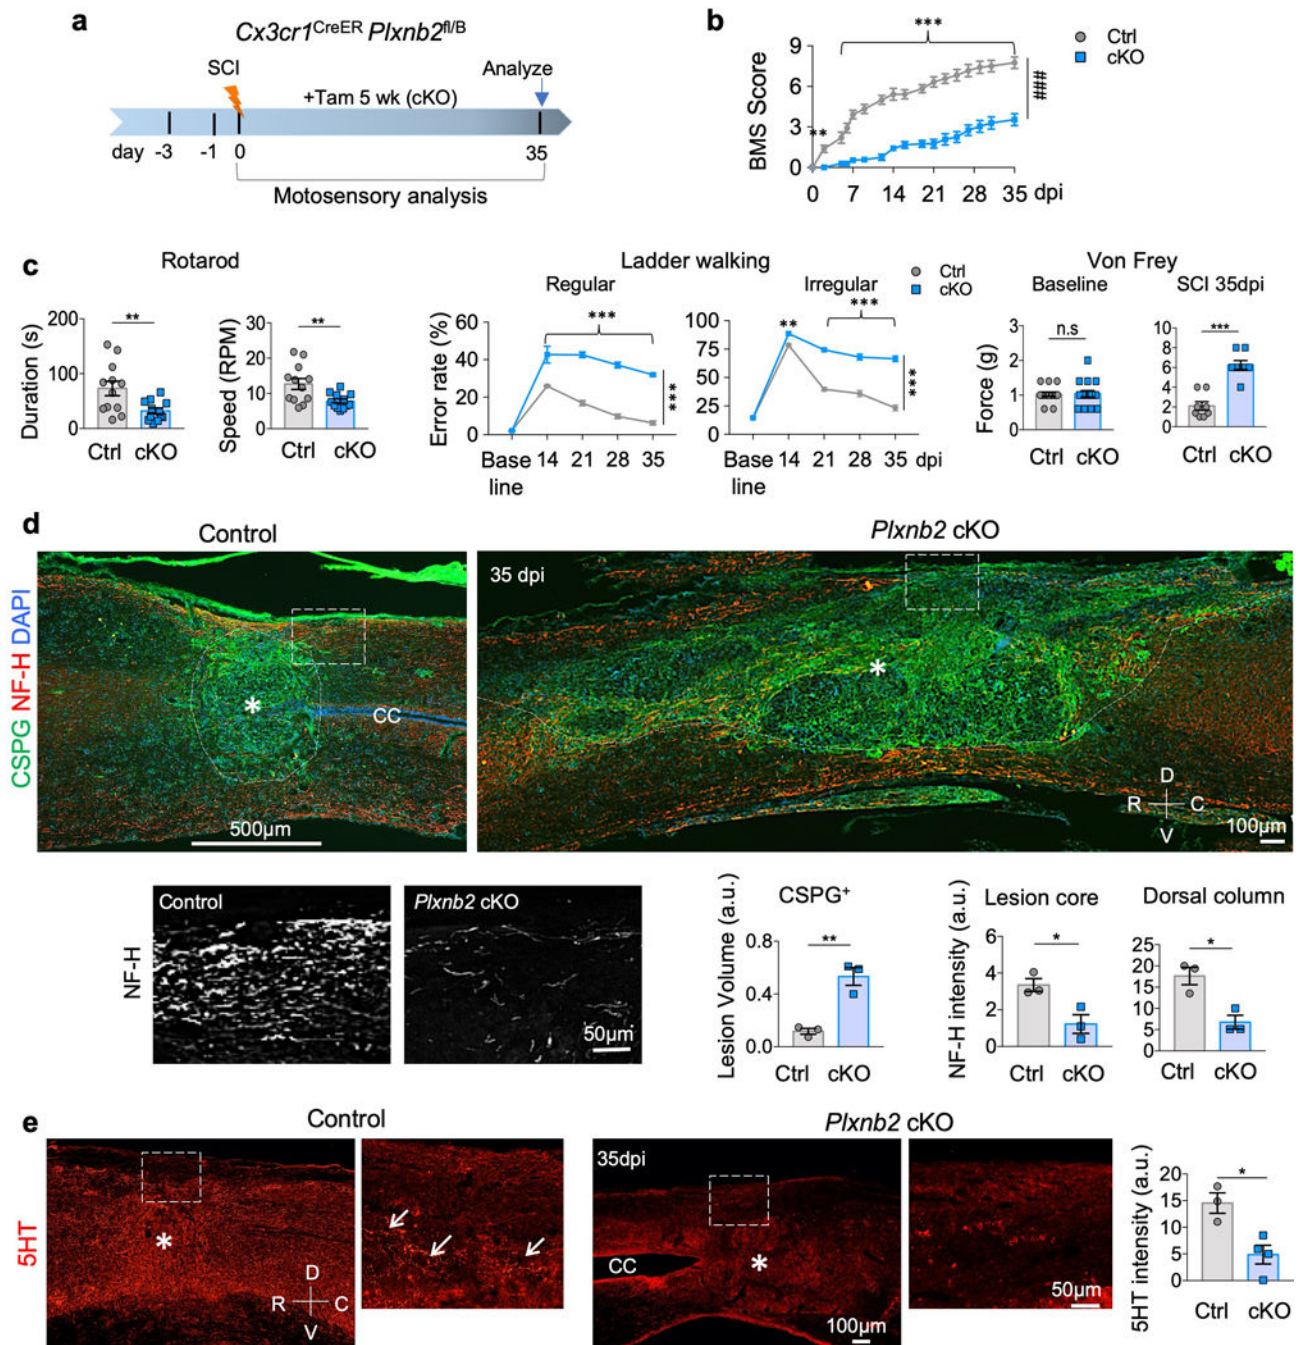 a
Cx3cr1CreER Plxnb2fl/B
SCI
Analyze
+Tam 5 wk (cKO)
day -3 -1 0 35
Motosensory analysis
b
***
Ctrl
cKO
BMS Score
9
6
3
0
**
###
0 7 14 21 28 35 dpi
c
Rotarod
Duration (s)
200
100
0
**
Ctrl cKO
Speed (RPM)
30
20
10
0
**
Ctrl cKO
Ladder walking
Ctrl
cKO
Regular
Error rate (%)
60
40
20
0
***
***
Base line 14 21 28 35
Irregular
100
75
50
25
0
**
***
***
Base line 14 21 28 35 dpi
Von Frey
Baseline
Force (g)
3
2
1
0
n.s
Ctrl cKO
SCI 35dpi
10
8
6
4
2
0
***
Ctrl cKO
d
Control
Plxnb2 cKO
CSPG NF-H DAPI
*
CC
500µm
35 dpi
*
D
R C
V
100µm
NF-H
Control
Plxnb2 cKO
50µm
CSPG+
Lesion Volume (a.u.)
0.8
0.4
0.0
**
Ctrl cKO
Lesion core
NF-H intensity (a.u.)
6
4
2
0
*
Ctrl cKO
Dorsal column
25
20
15
10
5
0
*
Ctrl cKO
e
Control
Plxnb2 cKO
5HT
*
D
R C
V
35dpi
CC
*
100µm
50µm
5HT intensity (a.u.)
20
15
10
5
0
*
Ctrl cKO